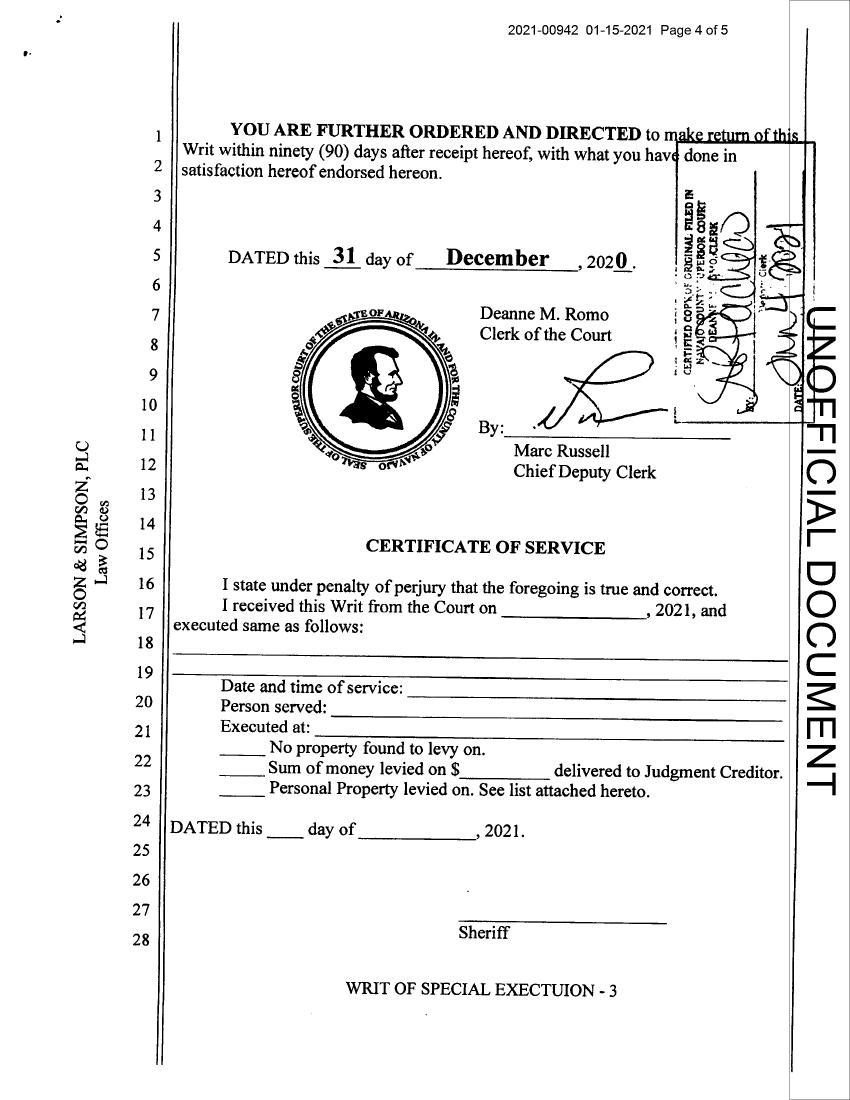 2021-00942 01-15-2021 Page 4 of 5
1 YOU ARE FURTHER ORDERED AND DIRECTED to make return of this
Writ within ninety (90) days after receipt hereof, with what you have done in
2 satisfaction hereof endorsed hereon.
3
4
5 DATED this 31 day of December, 2020.
6
7 Deanne M. Romo
8 Clerk of the Court
9
10
11 By:
12 Marc Russell
Chief Deputy Clerk
13
14
15 CERTIFICATE OF SERVICE
16 I state under penalty of perjury that the foregoing is true and correct.
17 I received this Writ from the Court on ____________, 2021, and
executed same as follows:
18
19
Date and time of service:
20 Person served:
21 Executed at:
_____ No property found to levy on.
22 _____ Sum of money levied on $__________ delivered to Judgment Creditor.
23 _____ Personal Property levied on. See list attached hereto.
24 DATED this ____ day of _____________, 2021.
25
26
27
28 Sheriff
WRIT OF SPECIAL EXECTUION - 3
LARSON & SIMPSON, PLC
Law Offices
SEAL OF THE SUPERIOR COURT OF THE STATE OF ARIZONA IN AND FOR THE COUNTY OF NAVAJO
CERTIFIED COPY OF ORIGINAL FILED IN
NAVAJO COUNTY SUPERIOR COURT
DEANNE M. ROMO, CLERK
BY:
Deputy Clerk
DATE: Jan 4 2021
UNOFFICIAL DOCUMENT